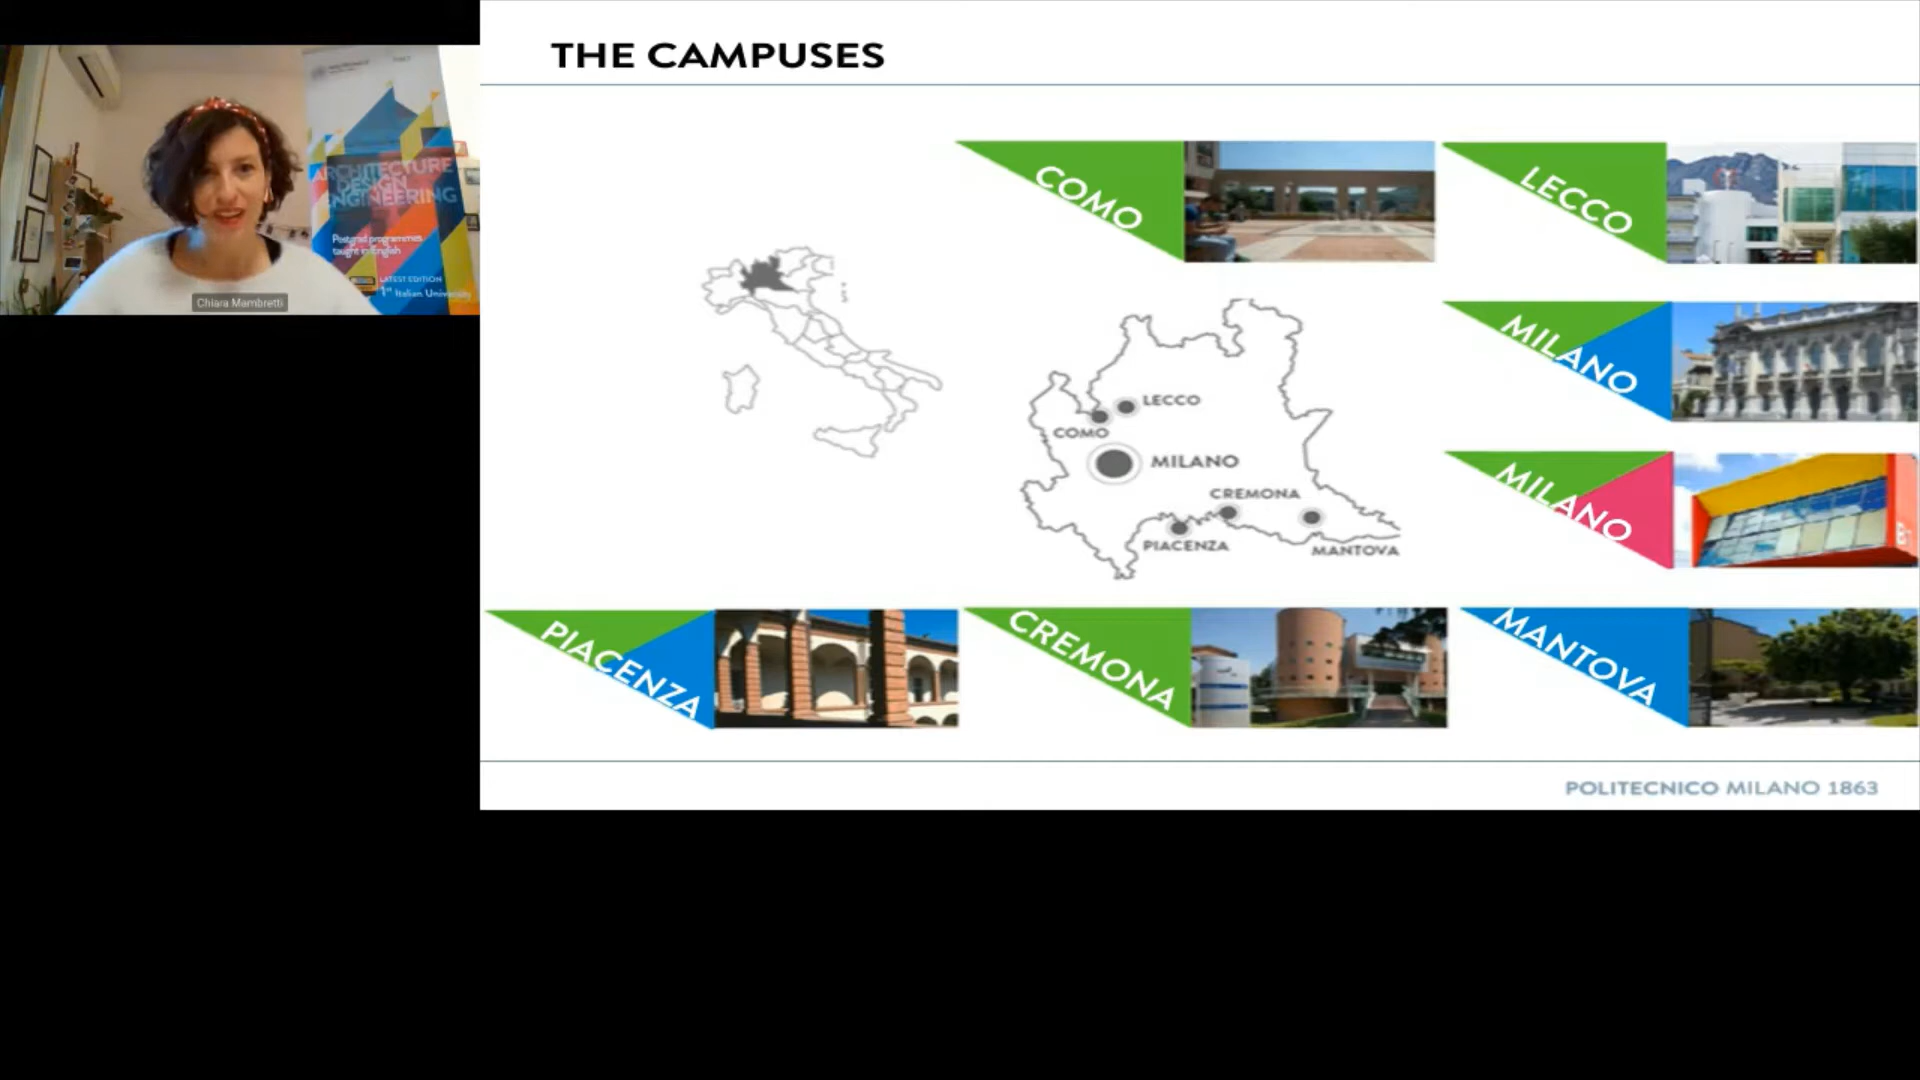 THE CAMPUSES
ARCHITECTURE
DESIGN
ENGINEERING
Postgrad programmes
taught in English
LATEST EDITION
1st Italian University
Chiara Mambretti
COMO
LECCO
MILANO
MILANO
LECCO
COMO
MILANO
CREMONA
PIACENZA
MANTOVA
PIACENZA
CREMONA
MANTOVA
POLITECNICO MILANO 1863